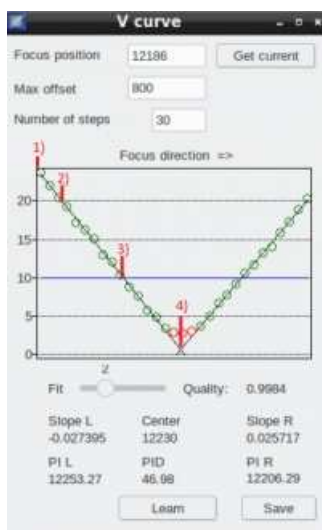 V curve
Focus position 12186 Get current
Max offset 800
Number of steps 30
1) Focus direction =>
2)
20
15
3)
10
4)
5
0
2
Fit Quality: 0.9984
Slope L Center Slope R
-0.027395 12230 0.025717
PI L PID PI R
12253.27 46.98 12206.29
Learn Save